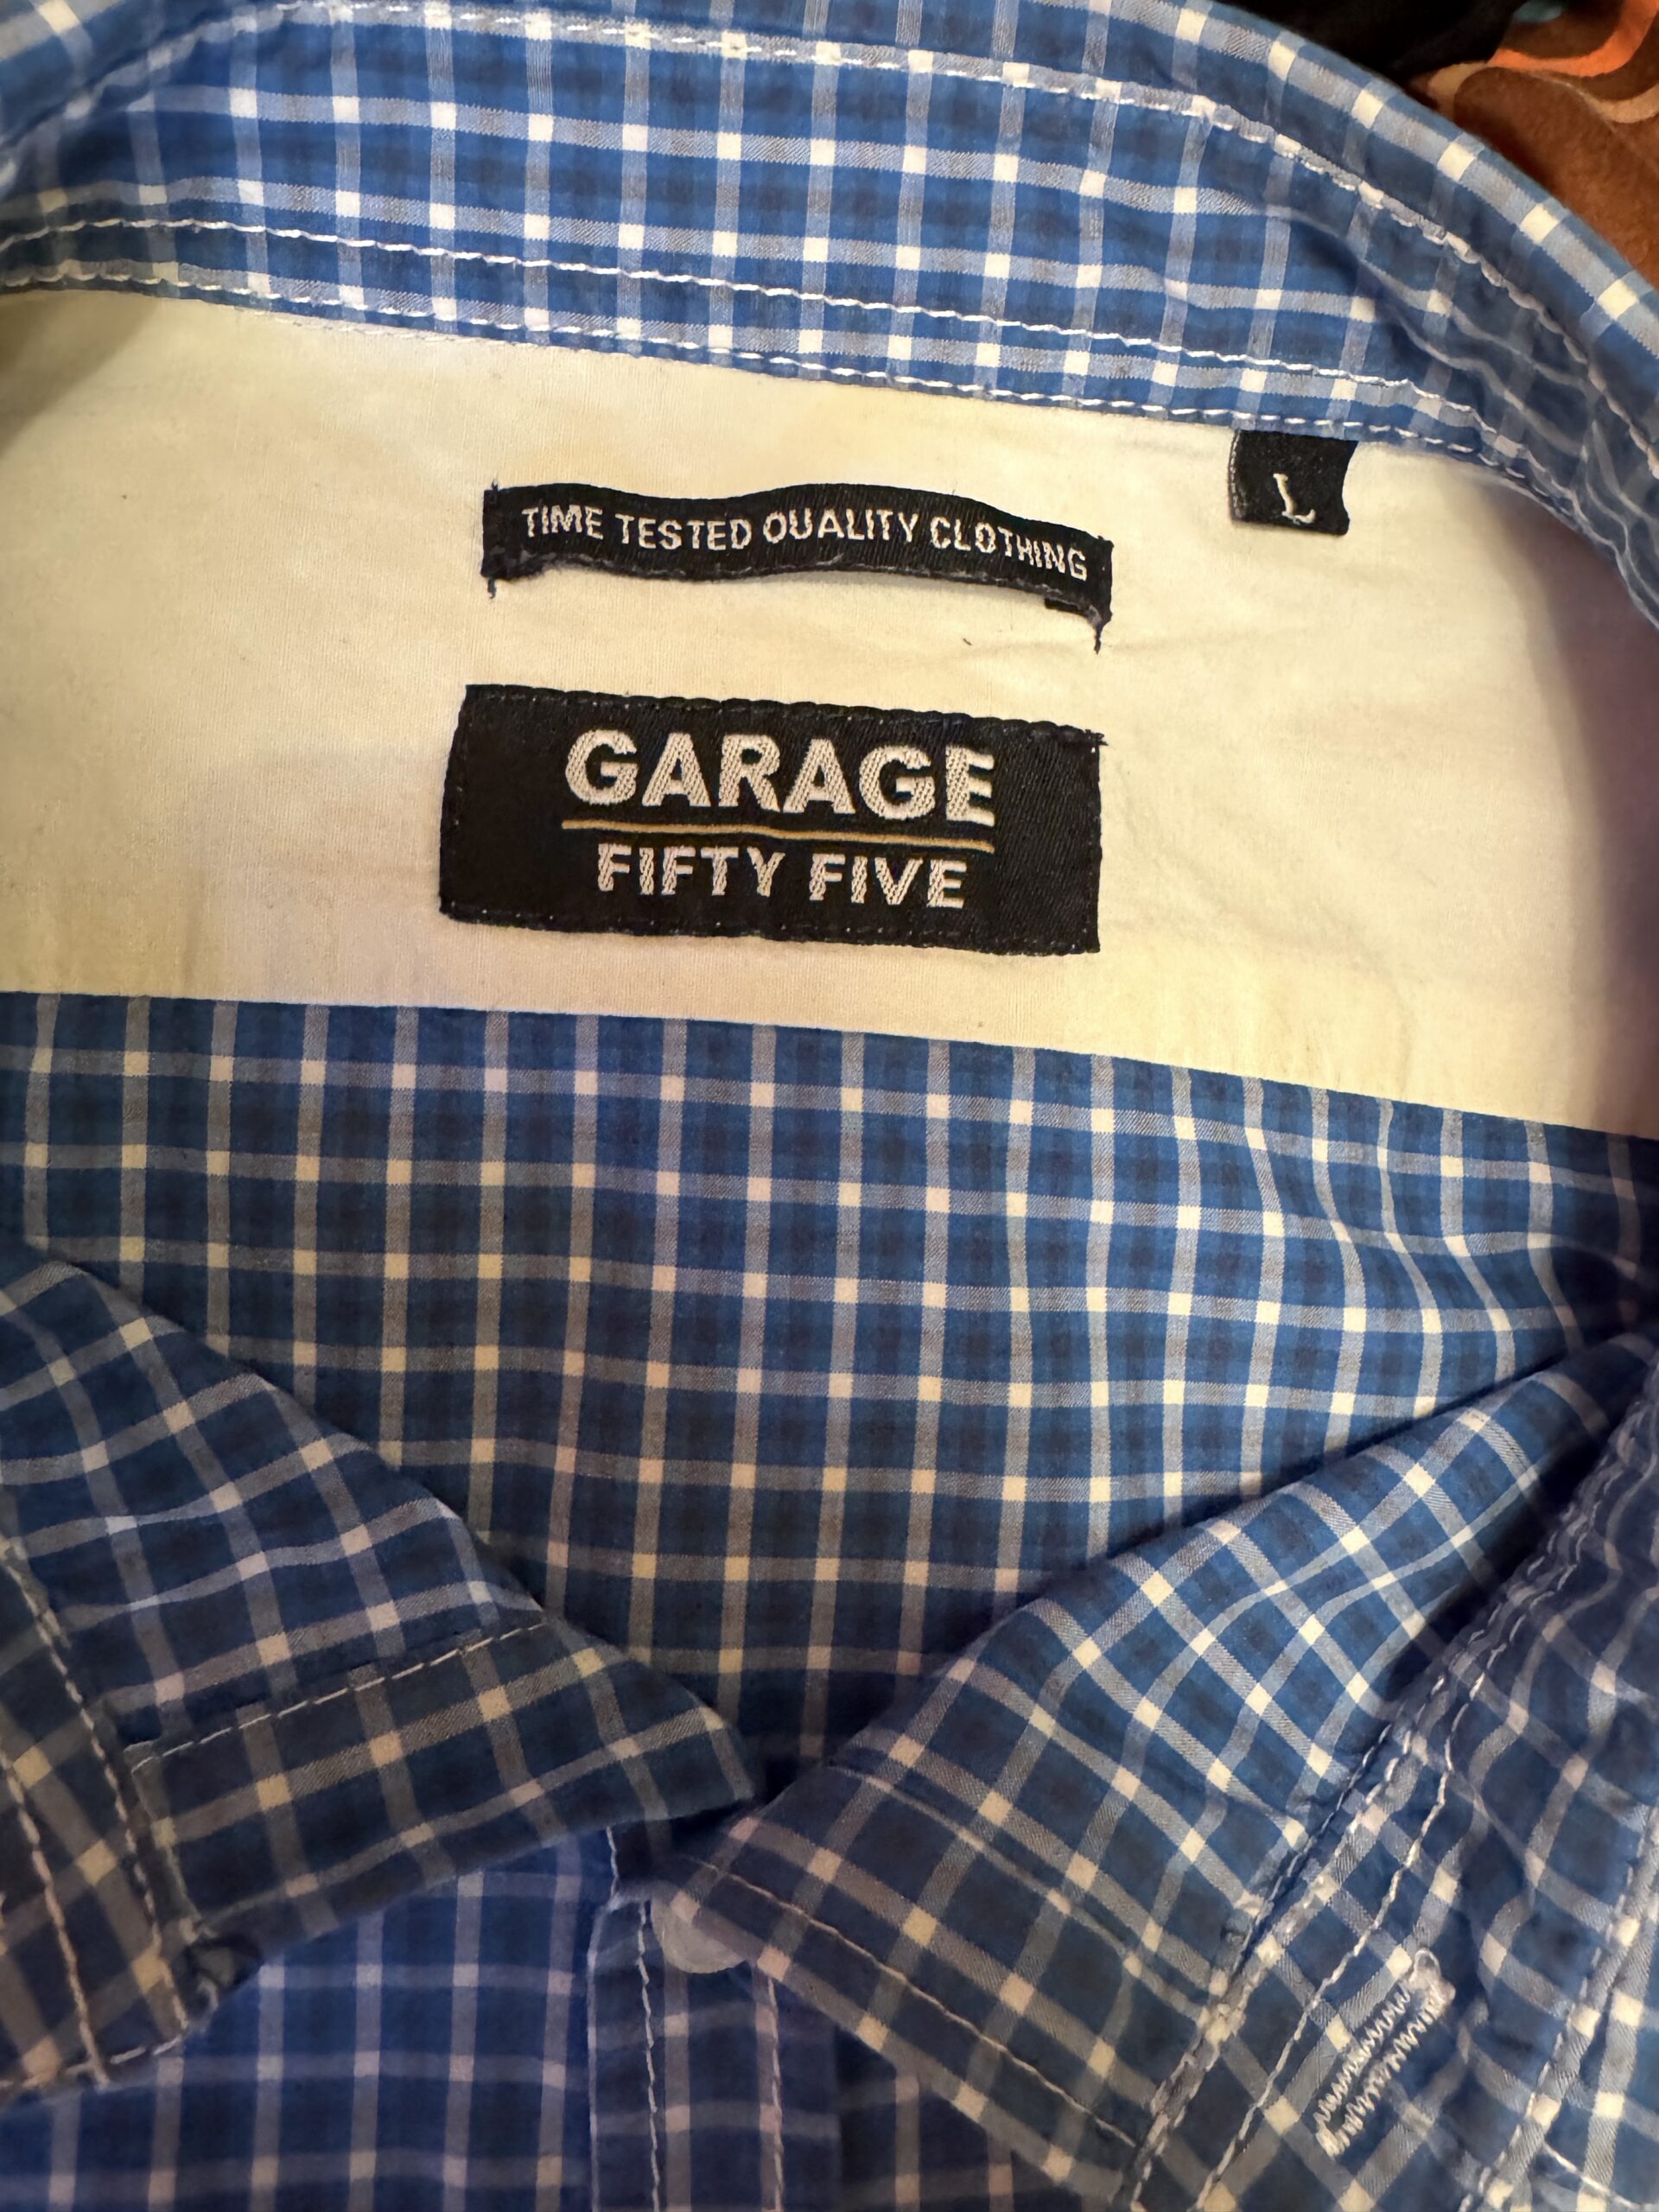 L
TIME TESTED QUALITY CLOTHING
GARAGE
FIFTY FIVE